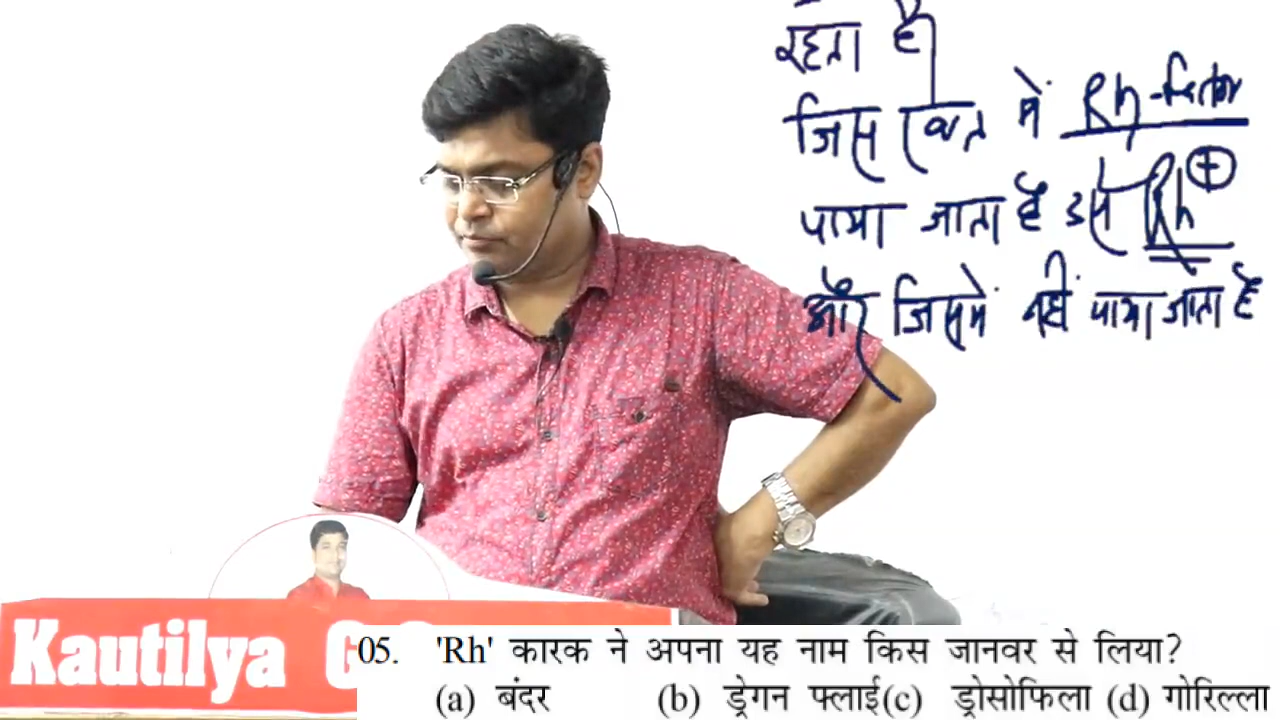 रहता है।
जिस रक्त में Rh-factor
पाया जाता है उसे Rh⊕
और जिसमें नहीं पाया जाता है
Kautilya G
05. 'Rh' कारक ने अपना यह नाम किस जानवर से लिया?
(a) बंदर (b) ड्रेगन फ्लाई(c) ड्रोसोफिला (d) गोरिल्ला